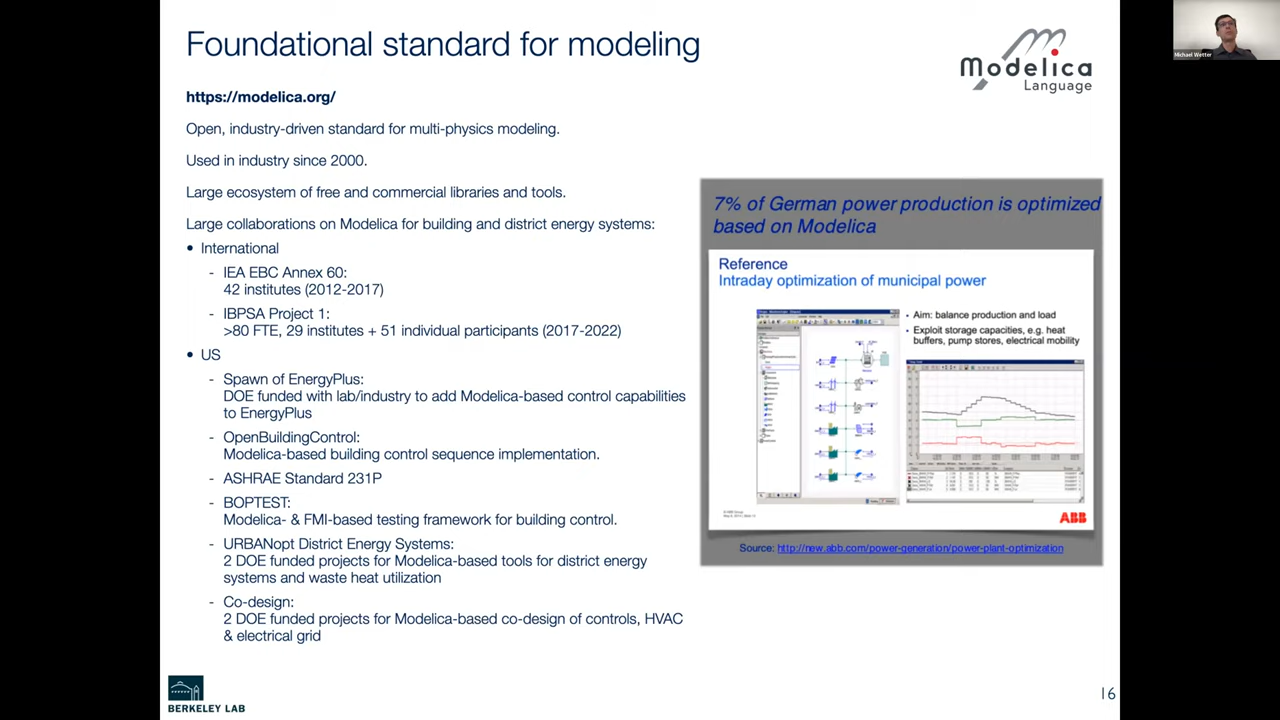 Foundational standard for modeling
Modelica
Language
Michael Wetter
https://modelica.org/
Open, industry-driven standard for multi-physics modeling.
Used in industry since 2000.
Large ecosystem of free and commercial libraries and tools.
Large collaborations on Modelica for building and district energy systems:
• International
- IEA EBC Annex 60:
42 institutes (2012-2017)
- IBPSA Project 1:
>80 FTE, 29 institutes + 51 individual participants (2017-2022)
• US
- Spawn of EnergyPlus:
DOE funded with lab/industry to add Modelica-based control capabilities
to EnergyPlus
- OpenBuildingControl:
Modelica-based building control sequence implementation.
- ASHRAE Standard 231P
- BOPTEST:
Modelica- & FMI-based testing framework for building control.
- URBANopt District Energy Systems:
2 DOE funded projects for Modelica-based tools for district energy
systems and waste heat utilization
- Co-design:
2 DOE funded projects for Modelica-based co-design of controls, HVAC
& electrical grid
7% of German power production is optimized
based on Modelica
Reference
Intraday optimization of municipal power
• Aim: balance production and load
• Exploit storage capacities, e.g. heat
buffers, pump stores, electrical mobility
ABB
Source: http://new.abb.com/power-generation/power-plant-optimization
BERKELEY LAB
16